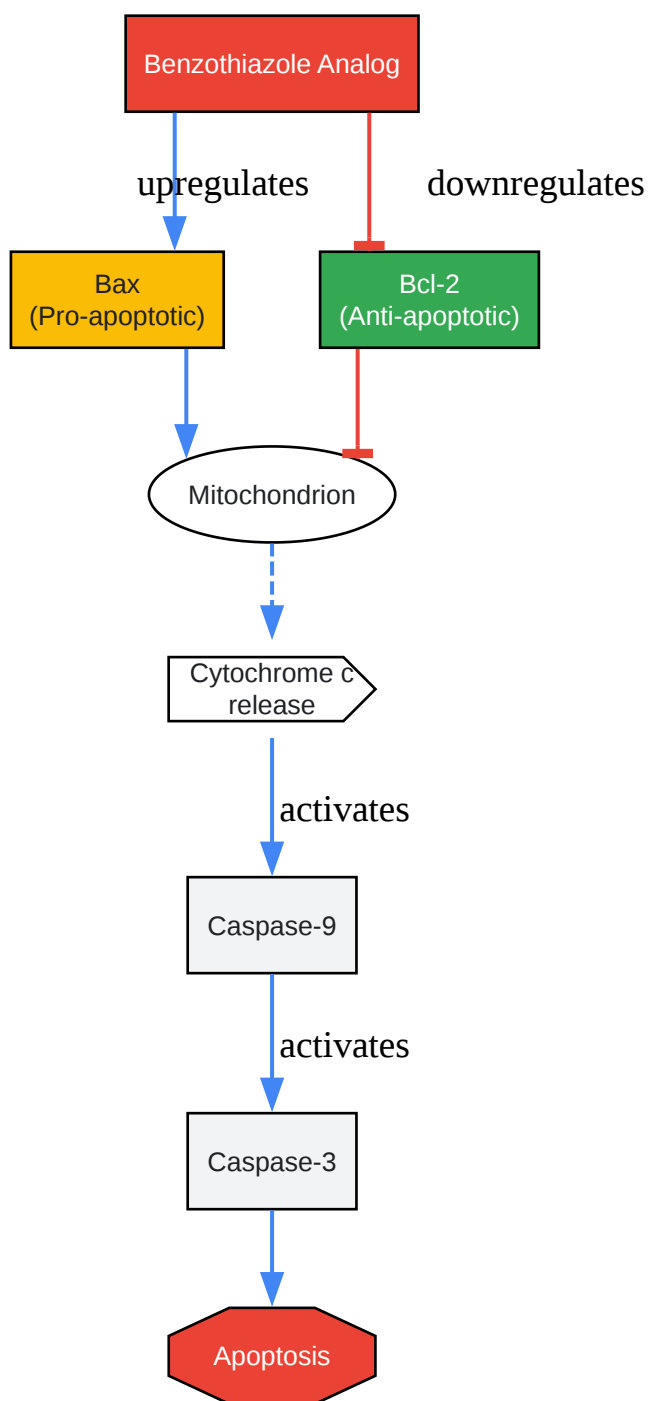 Benzothiazole Analog
upregulates
downregulates
Bax
(Pro-apoptotic)
Bcl-2
(Anti-apoptotic)
Mitochondrion
Cytochrome c
release
activates
Caspase-9
activates
Caspase-3
Apoptosis